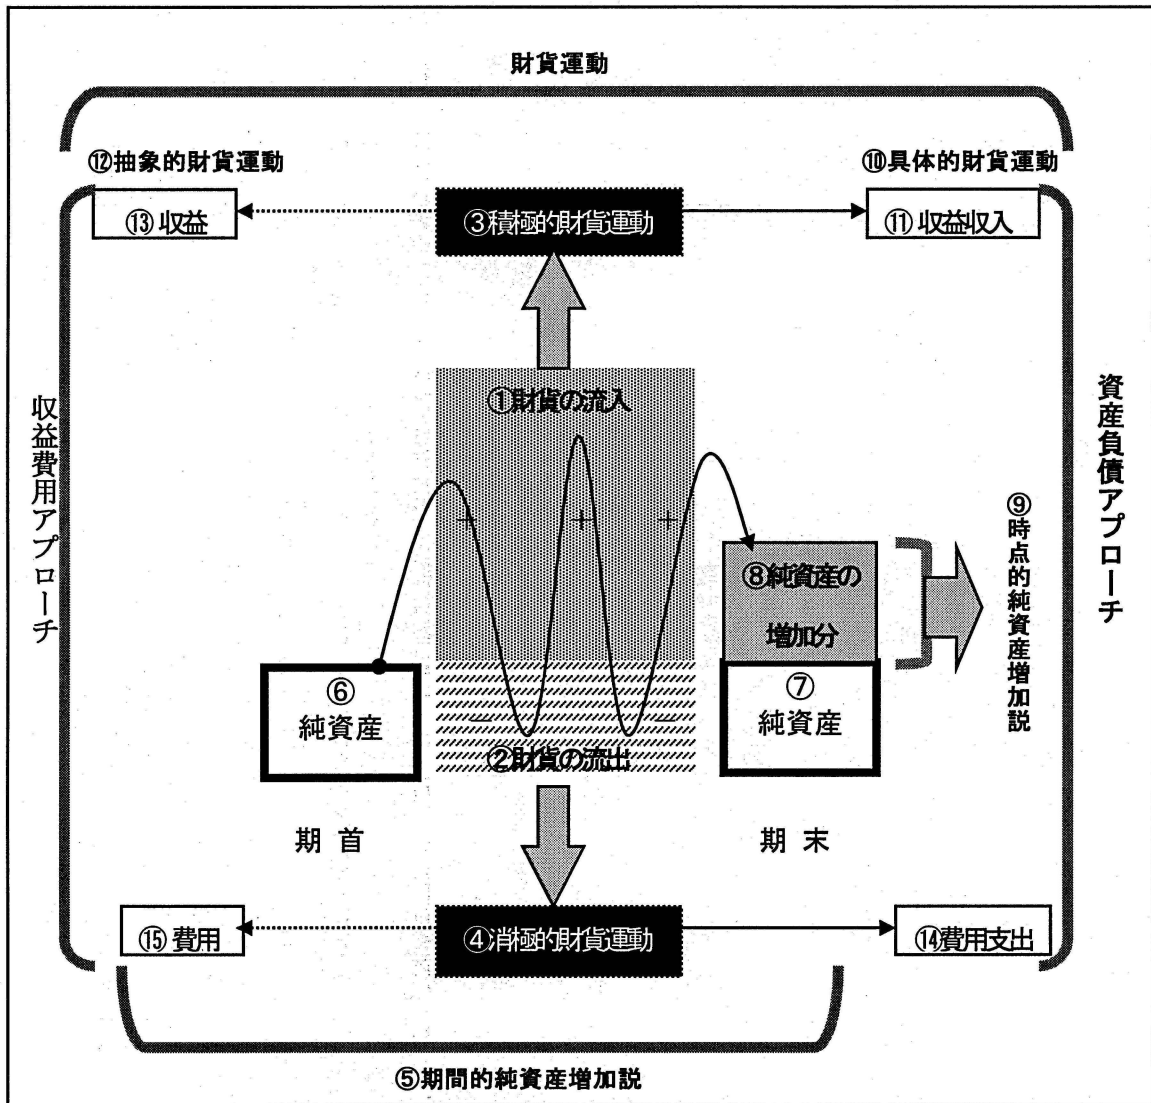 財貨運動
⑫抽象的財貨運動
⑩具体的財貨運動
⑬収益
③積極的財貨運動
⑪収益収入
①財貨の流入
収益費用アプローチ
資産負債アプローチ
⑨時点的純資産増加説
+
+
+
⑧純資産の
増加分
⑥
純資産
⑦
純資産
−
−
②財貨の流出
期首
期末
⑮費用
④消極的財貨運動
⑭費用支出
⑤期間的純資産増加説